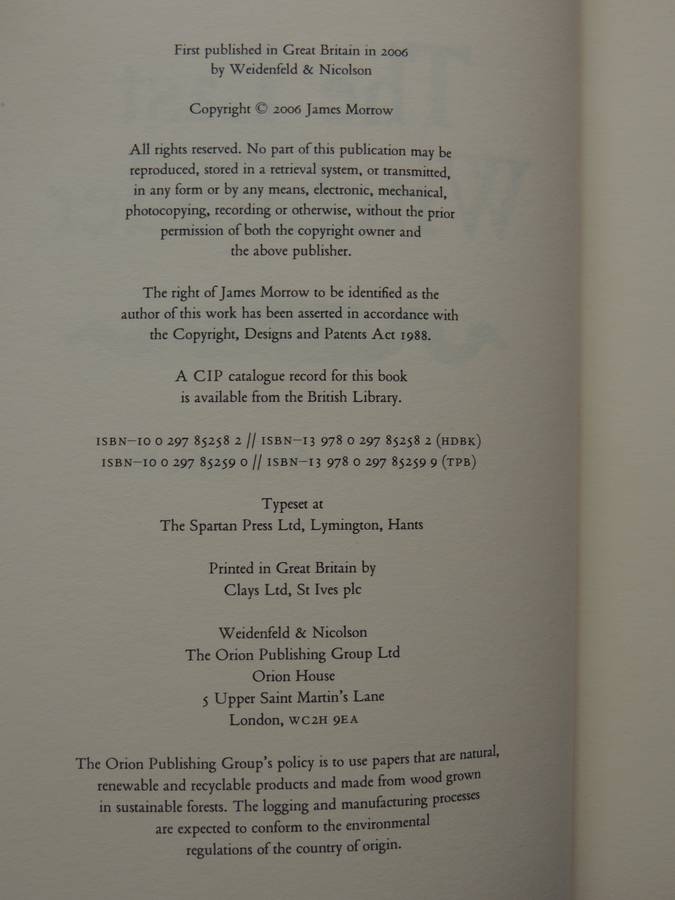 First published in Great Britain in 2006
by Weidenfeld & Nicolson
Copyright © 2006 James Morrow
All rights reserved. No part of this publication may be
reproduced, stored in a retrieval system, or transmitted,
in any form or by any means, electronic, mechanical,
photocopying, recording or otherwise, without the prior
permission of both the copyright owner and
the above publisher.
The right of James Morrow to be identified as the
author of this work has been asserted in accordance with
the Copyright, Designs and Patents Act 1988.
A CIP catalogue record for this book
is available from the British Library.
ISBN–10 0 297 85258 2 // ISBN–13 978 0 297 85258 2 (HDBK)
ISBN–10 0 297 85259 0 // ISBN–13 978 0 297 85259 9 (TPB)
Typeset at
The Spartan Press Ltd, Lymington, Hants
Printed in Great Britain by
Clays Ltd, St Ives plc
Weidenfeld & Nicolson
The Orion Publishing Group Ltd
Orion House
5 Upper Saint Martin's Lane
London, WC2H 9EA
The Orion Publishing Group's policy is to use papers that are natural,
renewable and recyclable products and made from wood grown
in sustainable forests. The logging and manufacturing processes
are expected to conform to the environmental
regulations of the country of origin.